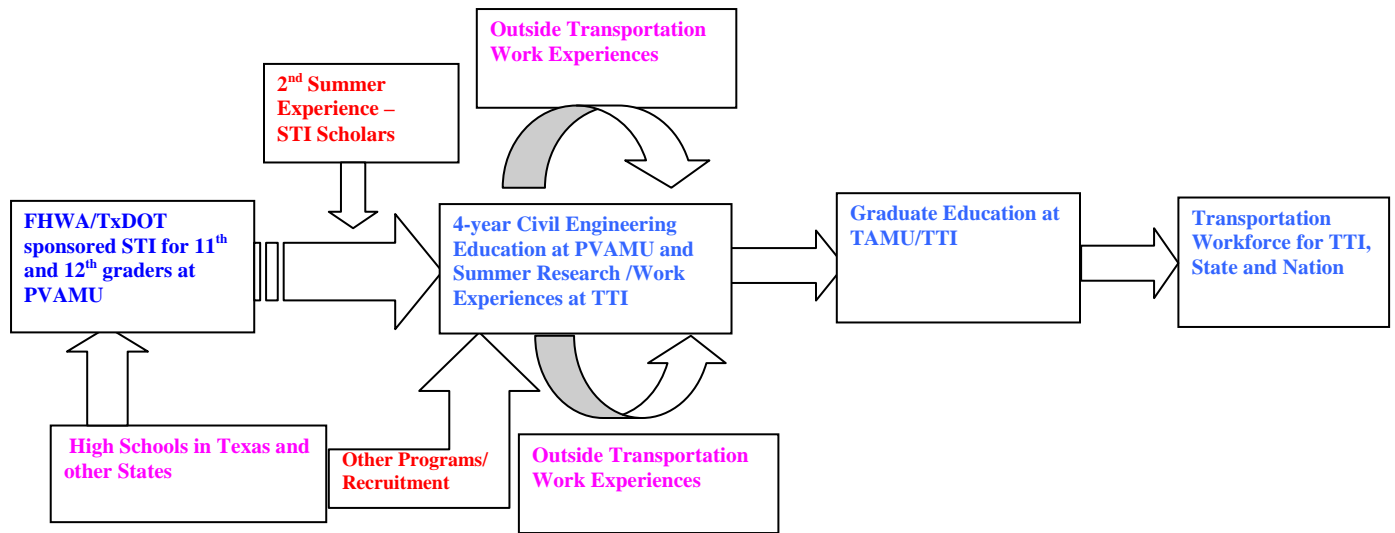 Outside Transportation
Work Experiences
2nd Summer
Experience –
STI Scholars
FHWA/TxDOT
sponsored STI for 11th
and 12th graders at
PVAMU
4-year Civil Engineering
Education at PVAMU and
Summer Research /Work
Experiences at TTI
Graduate Education at
TAMU/TTI
Transportation
Workforce for TTI,
State and Nation
High Schools in Texas and
other States
Other Programs/
Recruitment
Outside Transportation
Work Experiences